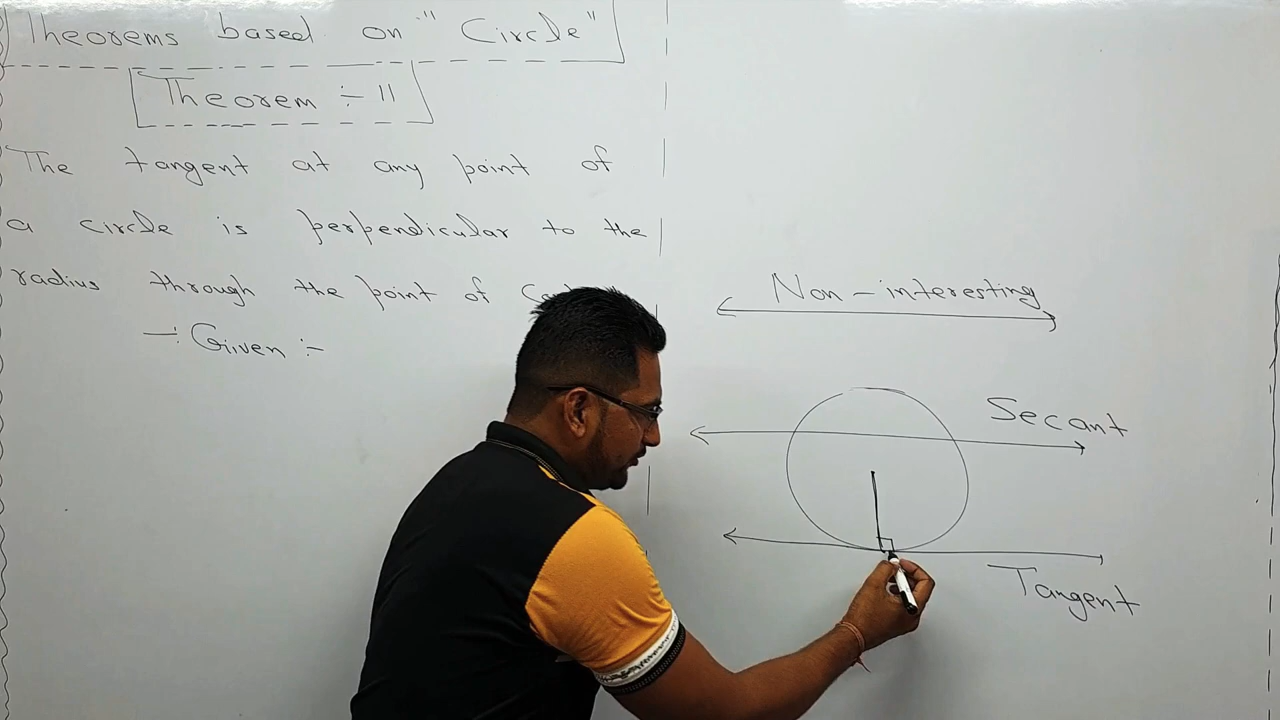 Theorems based on "Circle"
Theorem ÷ 11
The tangent at any point of
a circle is perpendicular to the
radius through the point of
-: Given :-
Non-interesting
Secant
Tangent